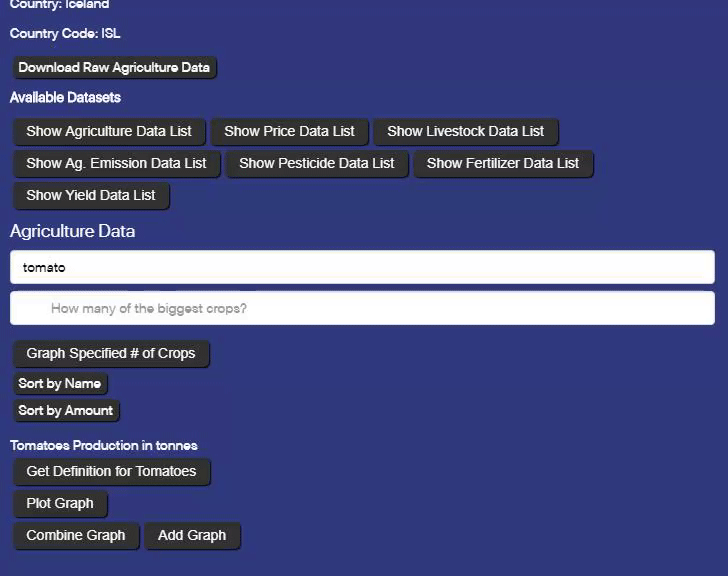 Country: Iceland
Country Code: ISL
Download Raw Agriculture Data
Available Datasets
Show Agriculture Data List Show Price Data List Show Livestock Data List
Show Ag. Emission Data List Show Pesticide Data List Show Fertilizer Data List
Show Yield Data List
Agriculture Data
tomato
How many of the biggest crops?
Graph Specified # of Crops
Sort by Name
Sort by Amount
Tomatoes Production in tonnes
Get Definition for Tomatoes
Plot Graph
Combine Graph Add Graph